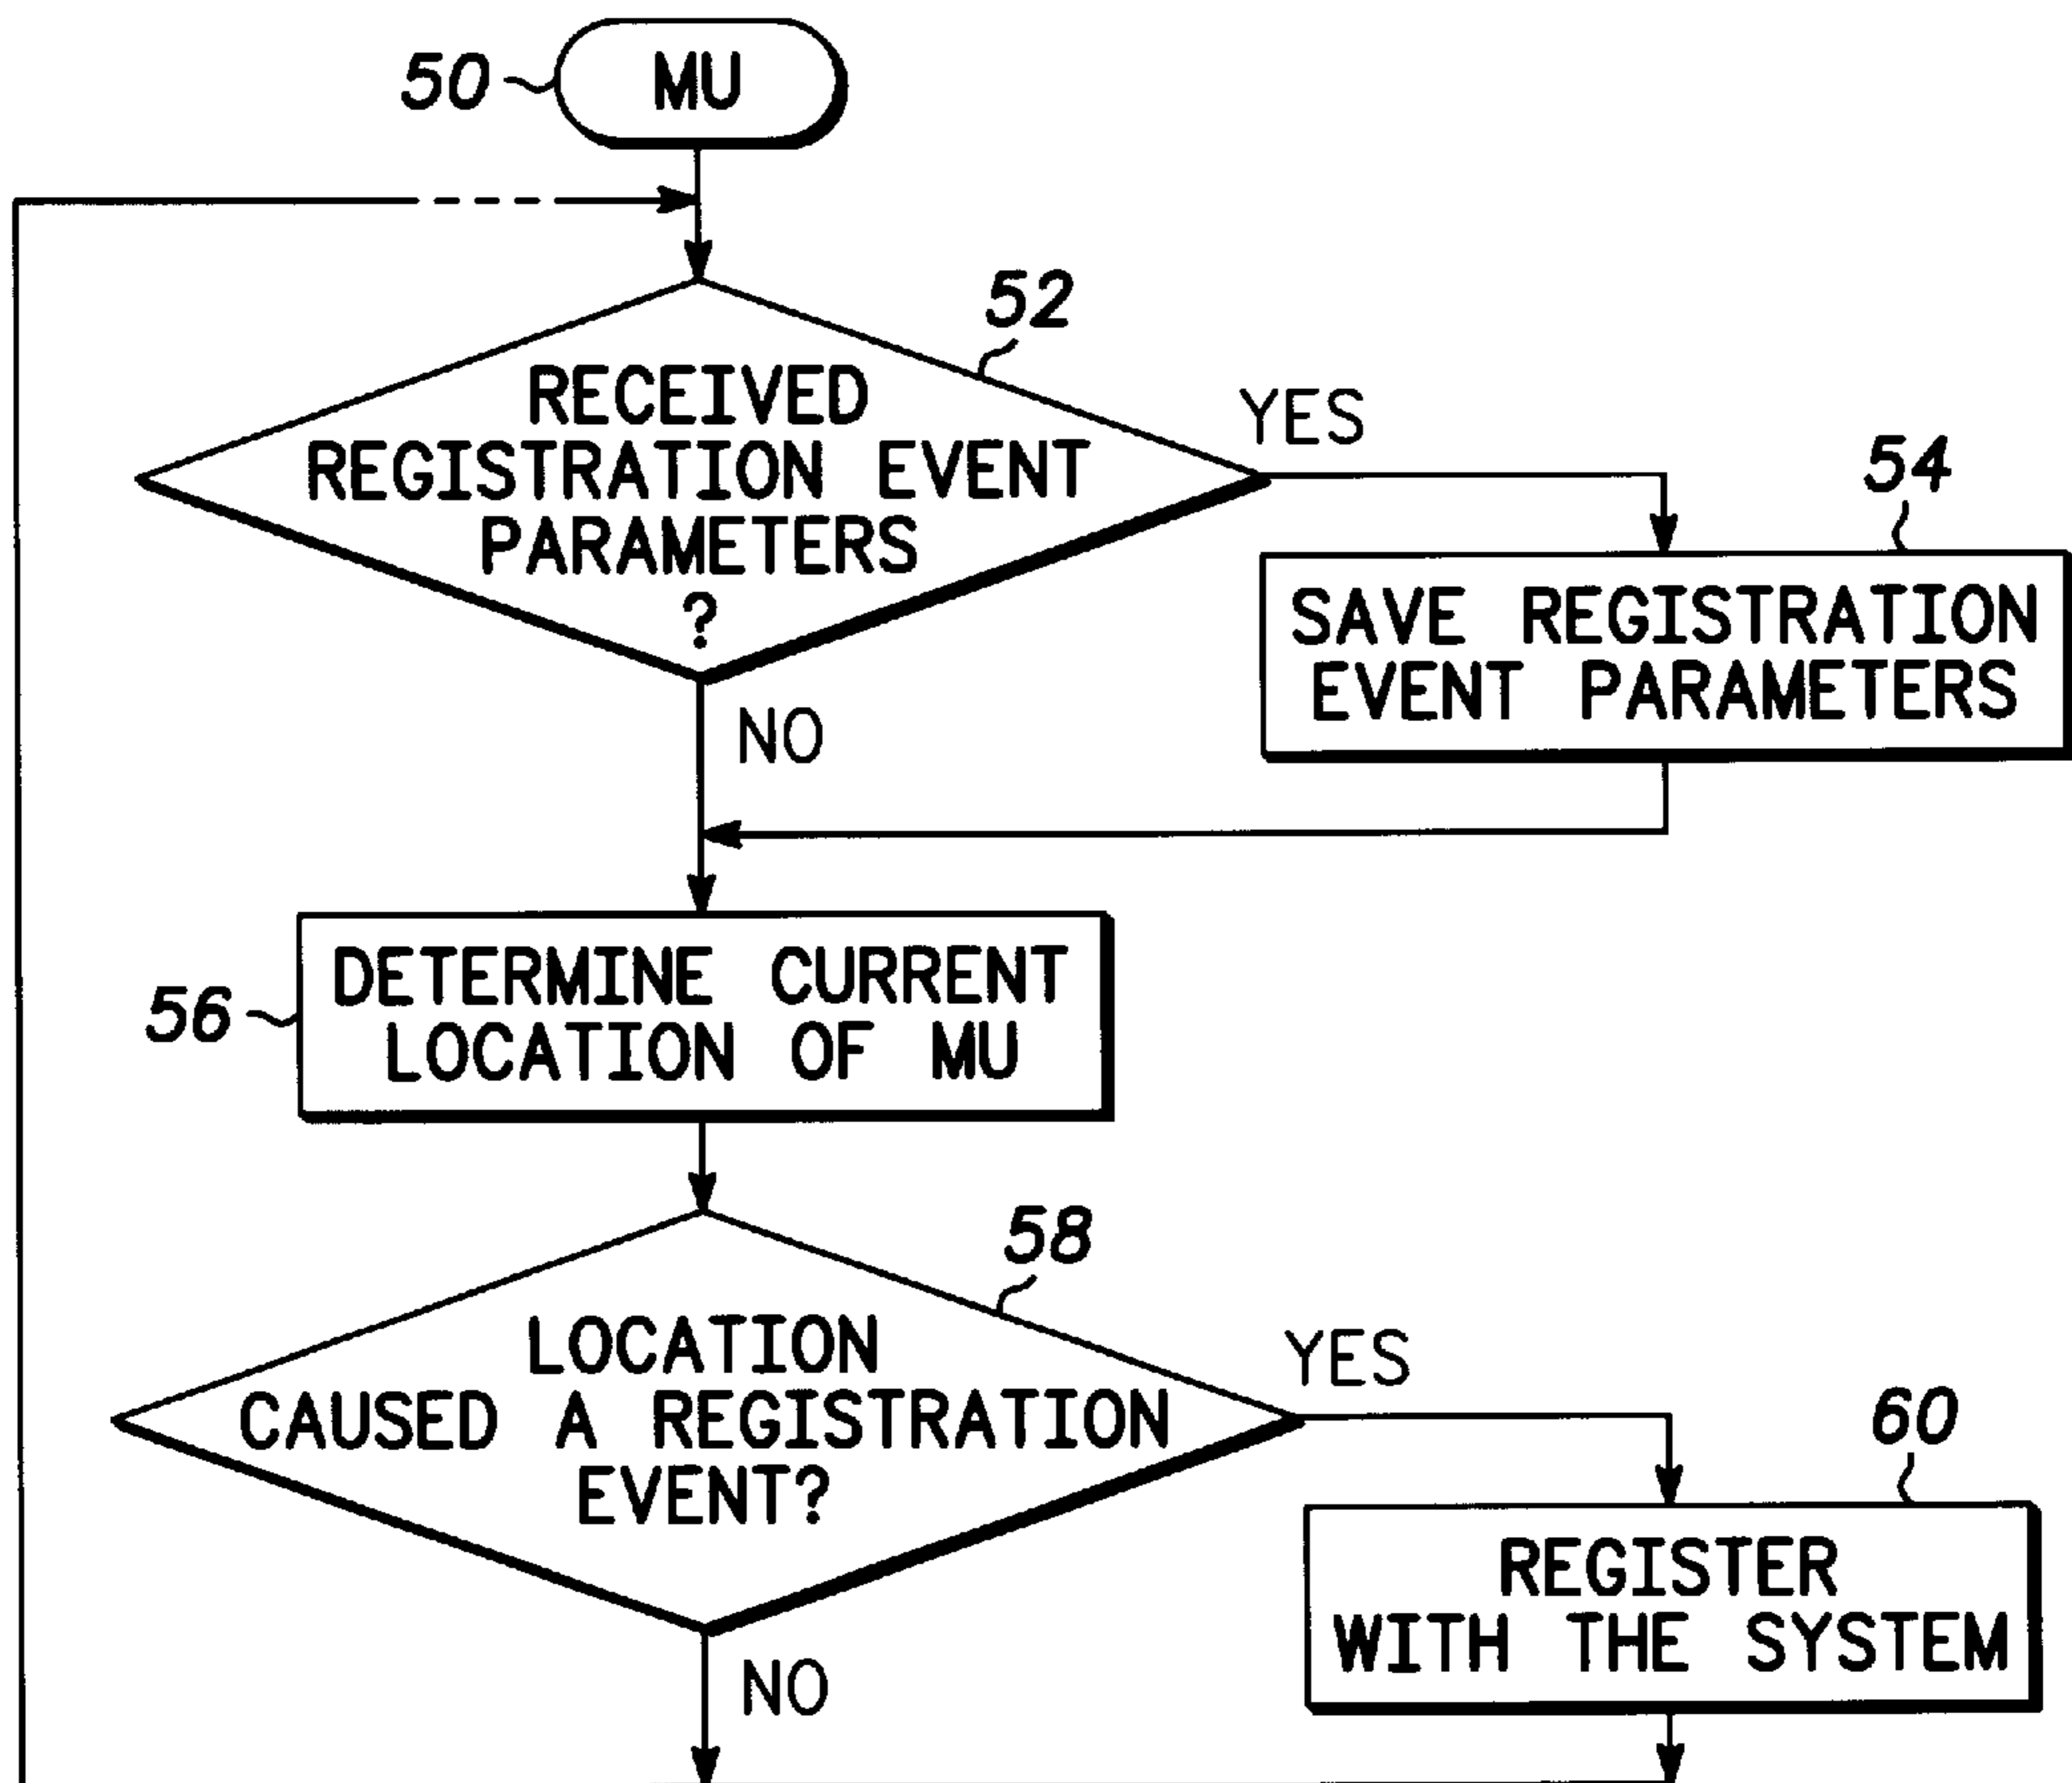 50
MU
52
RECEIVED
REGISTRATION EVENT
PARAMETERS
?
YES
54
SAVE REGISTRATION
EVENT PARAMETERS
NO
56
DETERMINE CURRENT
LOCATION OF MU
58
LOCATION
CAUSED A REGISTRATION
EVENT?
YES
60
REGISTER
WITH THE SYSTEM
NO